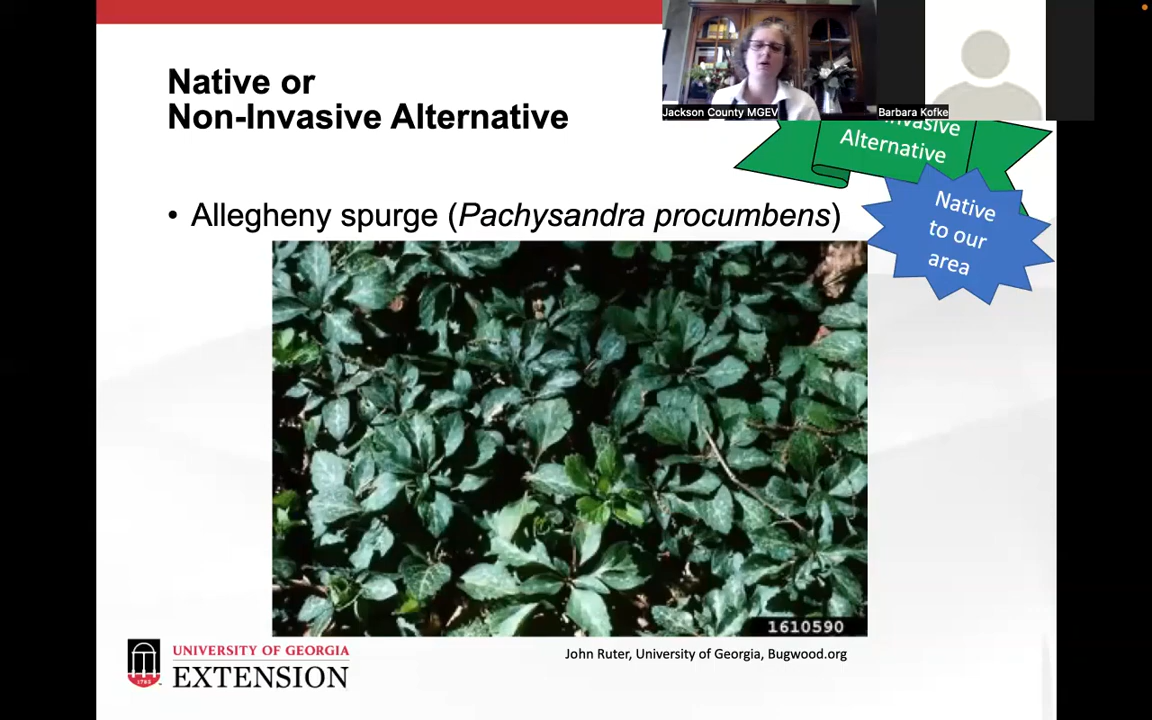 Native or
Non-Invasive Alternative
Jackson County MGEV
Barbara Kofke
Alternative
Native
to our
area
• Allegheny spurge (Pachysandra procumbens)
1610590
John Ruter, University of Georgia, Bugwood.org
UNIVERSITY OF GEORGIA
EXTENSION
1785